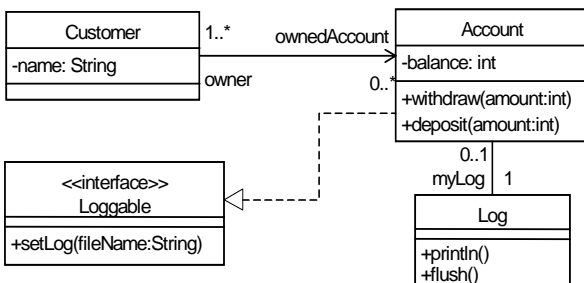 Customer
-name: String
1..*
owner
ownedAccount
0..*
Account
-balance: int
+withdraw(amount:int)
+deposit(amount:int)
<<interface>>
Loggable
+setLog(fileName:String)
0..1
myLog
1
Log
+println()
+flush()